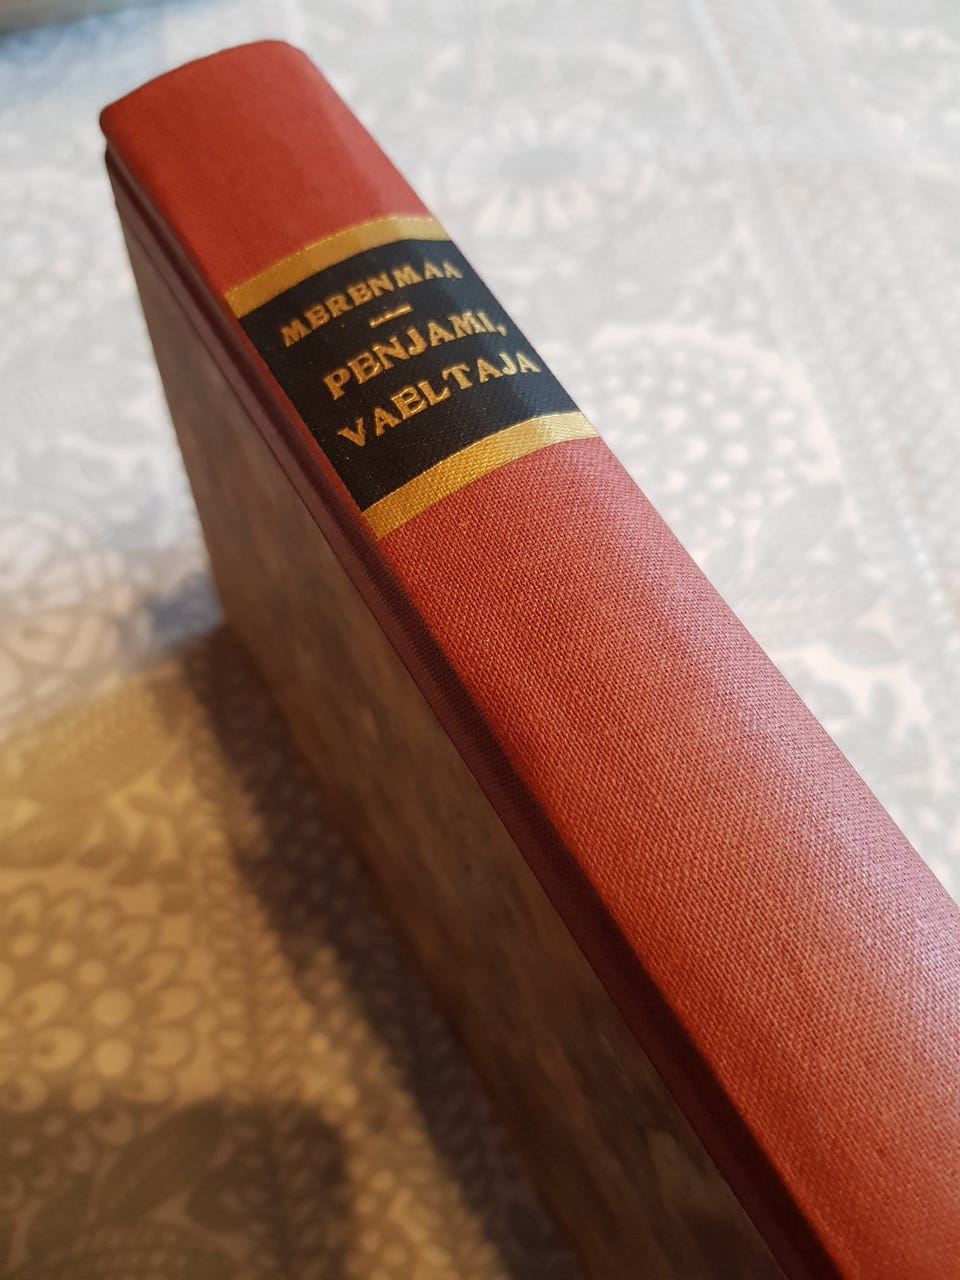 MERENMAA
—
PENJAMI,
VAELTAJA